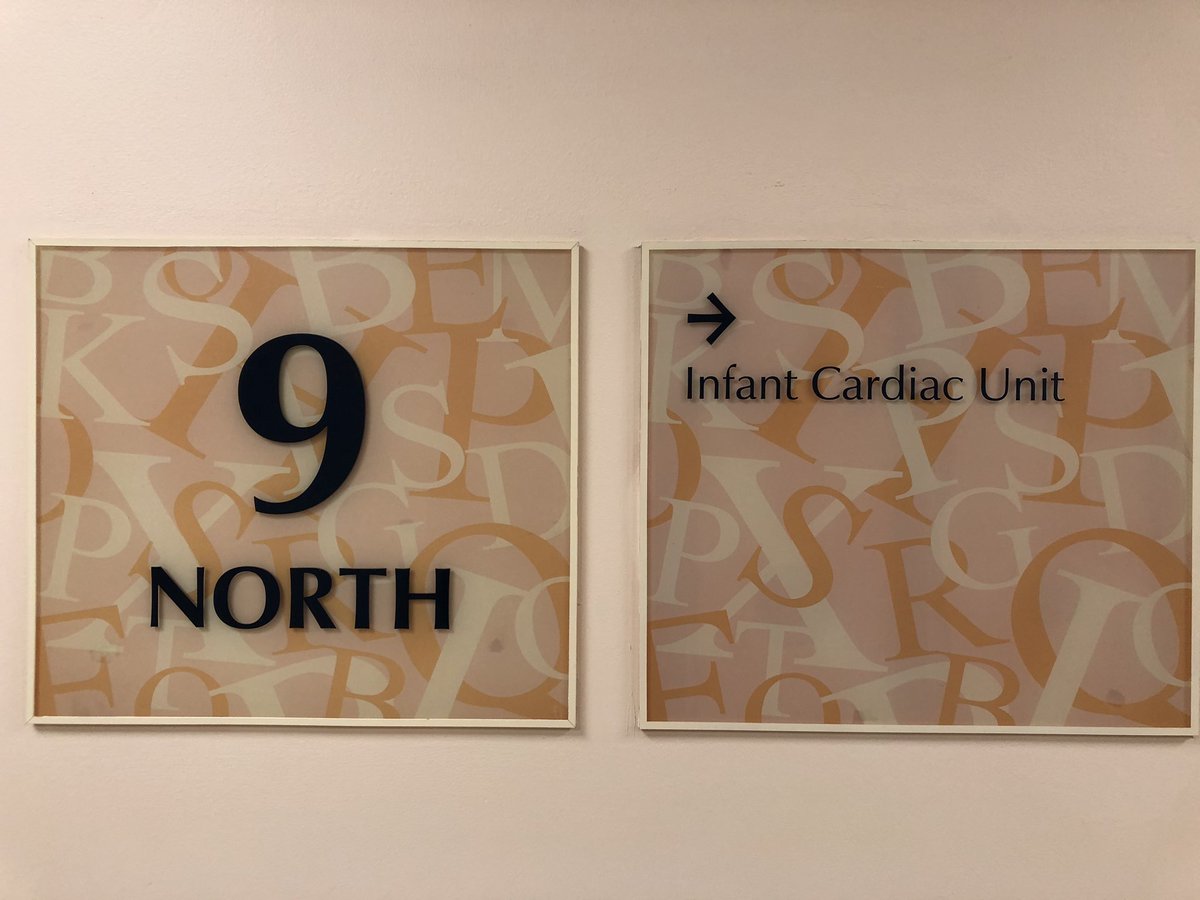 9
NORTH
→
Infant Cardiac Unit